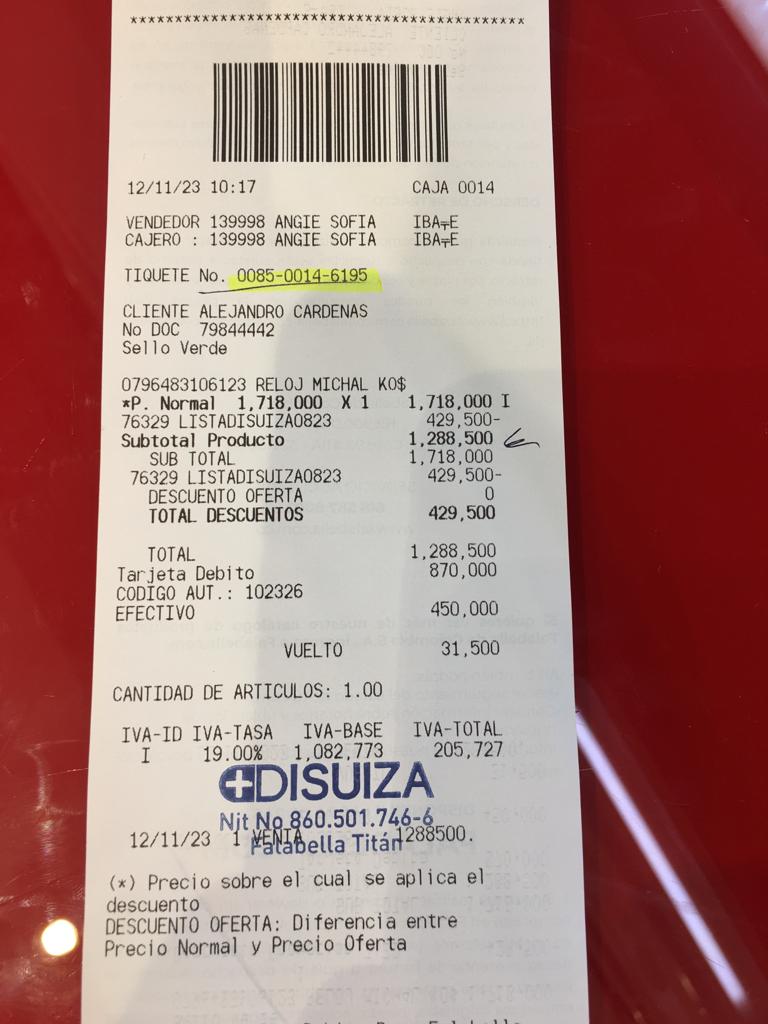 ************************************************
12/11/23 10:17 CAJA 0014
VENDEDOR 139998 ANGIE SOFIA IBA╤E
CAJERO : 139998 ANGIE SOFIA IBA╤E
TIQUETE No. 0085-0014-6195
CLIENTE ALEJANDRO CARDENAS
No DOC 79844442
Sello Verde
0796483106123 RELOJ MICHAL KO$
*P. Normal 1,718,000 X 1 1,718,000 I
76329 LISTADISUIZA0823 429,500-
Subtotal Producto 1,288,500
SUB TOTAL 1,718,000
76329 LISTADISUIZA0823 429,500-
DESCUENTO OFERTA 0
TOTAL DESCUENTOS 429,500
TOTAL 1,288,500
Tarjeta Debito 870,000
CODIGO AUT.: 102326
EFECTIVO 450,000
VUELTO 31,500
CANTIDAD DE ARTICULOS: 1.00
IVA-ID IVA-TASA IVA-BASE IVA-TOTAL
I 19.00% 1,082,773 205,727
DISUIZA
Nit No 860.501.746-6
12/11/23 1 VENTA 1288500.
Falabella Titán
(*) Precio sobre el cual se aplica el
descuento
DESCUENTO OFERTA: Diferencia entre
Precio Normal y Precio Oferta